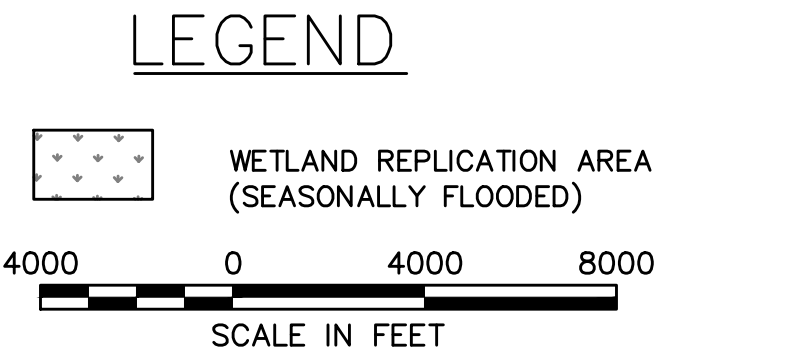 LEGEND
WETLAND REPLICATION AREA
(SEASONALLY FLOODED)
4000 0 4000 8000
SCALE IN FEET